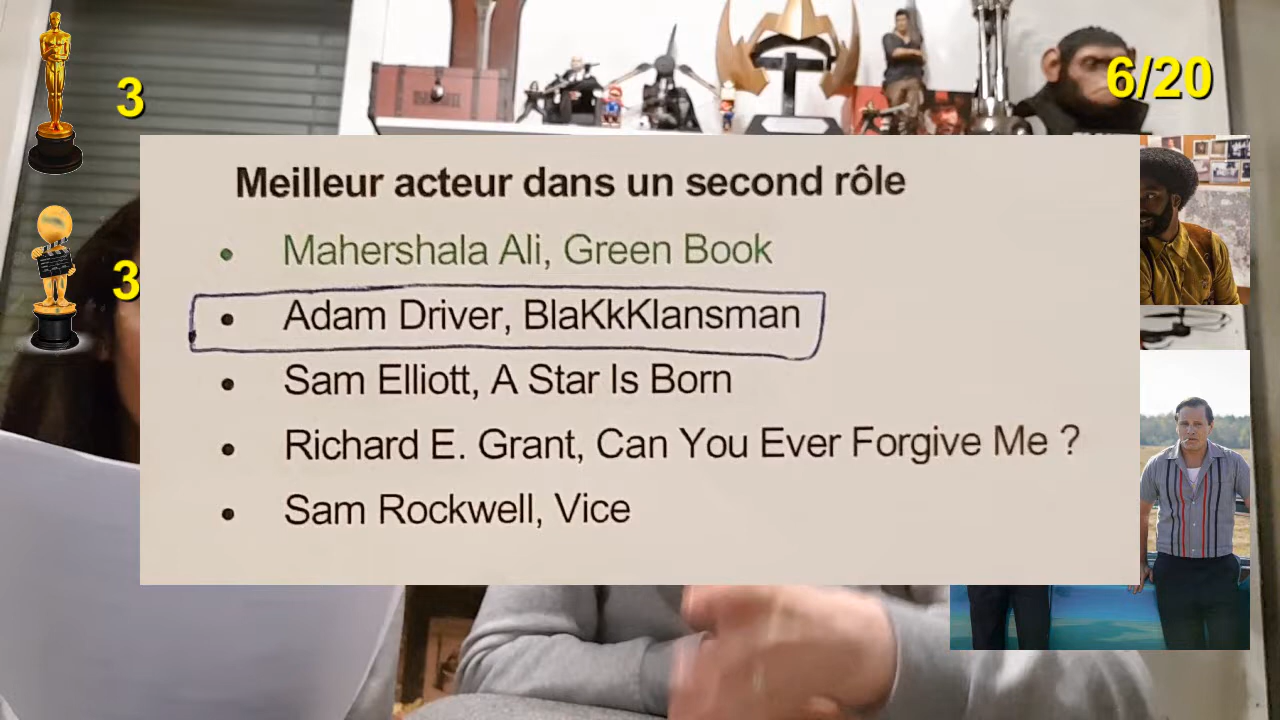 3
6/20
Meilleur acteur dans un second rôle
3
• Mahershala Ali, Green Book
• Adam Driver, BlaKkKlansman
• Sam Elliott, A Star Is Born
• Richard E. Grant, Can You Ever Forgive Me ?
• Sam Rockwell, Vice